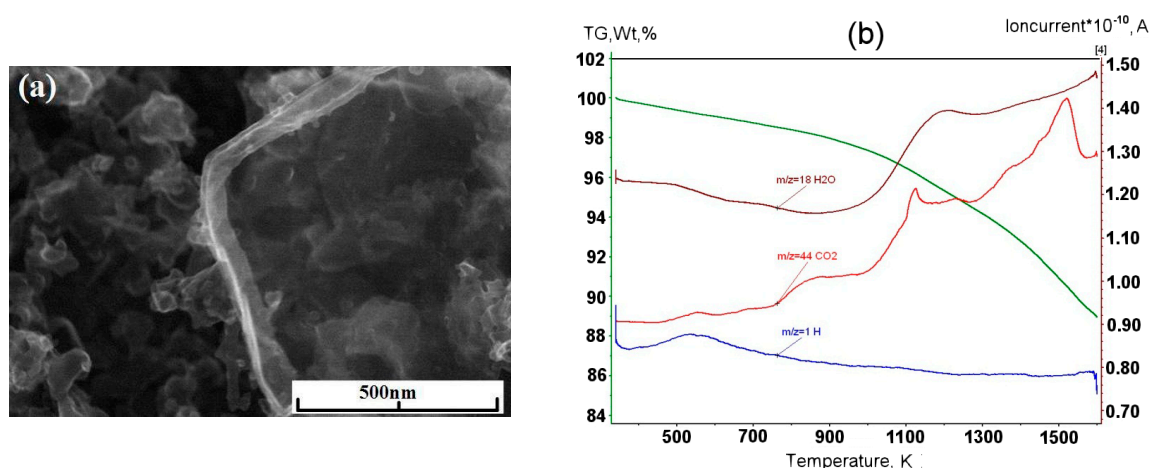 (a)
500nm
TG,Wt,%
(b)
Ioncurrent*10⁻¹⁰, A
[4]
102
100
98
96
94
92
90
88
86
84
1.50
1.40
1.30
1.20
1.10
1.00
0.90
0.80
0.70
m/z=18 H2O
m/z=44 CO2
m/z=1 H
500 700 900 1100 1300 1500
Temperature, K